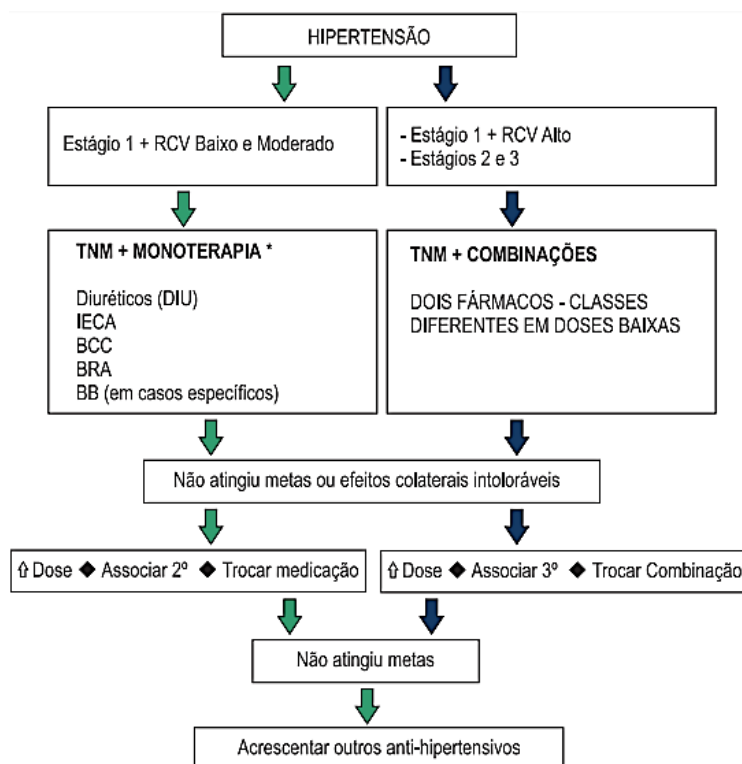 HIPERTENSÃO
Estágio 1 + RCV Baixo e Moderado
- Estágio 1 + RCV Alto
- Estágios 2 e 3
TNM + MONOTERAPIA *
Diuréticos (DIU)
IECA
BCC
BRA
BB (em casos específicos)
TNM + COMBINAÇÕES
DOIS FÁRMACOS - CLASSES
DIFERENTES EM DOSES BAIXAS
Não atingiu metas ou efeitos colaterais intoloráveis
⇧ Dose ◆ Associar 2º ◆ Trocar medicação
⇧ Dose ◆ Associar 3º ◆ Trocar Combinação
Não atingiu metas
Acrescentar outros anti-hipertensivos